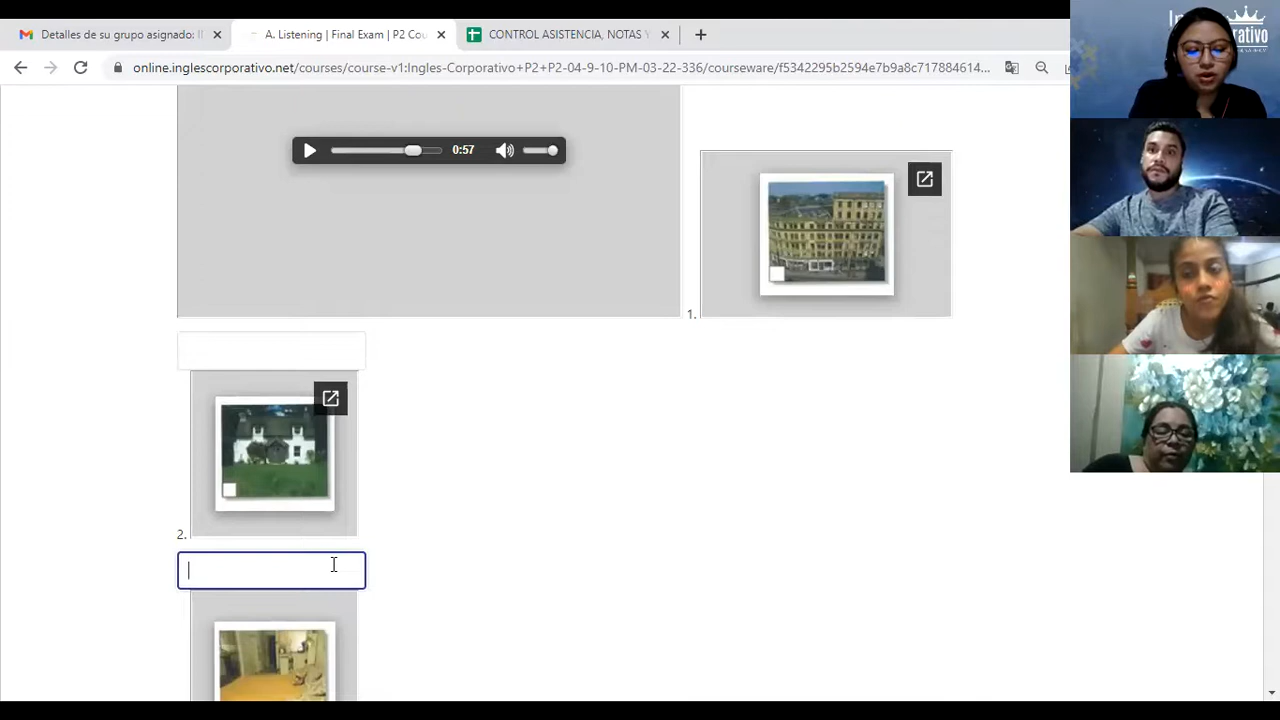 Detalles de su grupo asignado: I
A. Listening | Final Exam | P2 Cou
CONTROL ASISTENCIA, NOTAS Y
online.inglescorporativo.net/courses/course-v1:Ingles-Corporativo+P2+P2-04-9-10-PM-03-22-336/courseware/f5342295b2594e7b9a8c717884614...
0:57
1.
2.